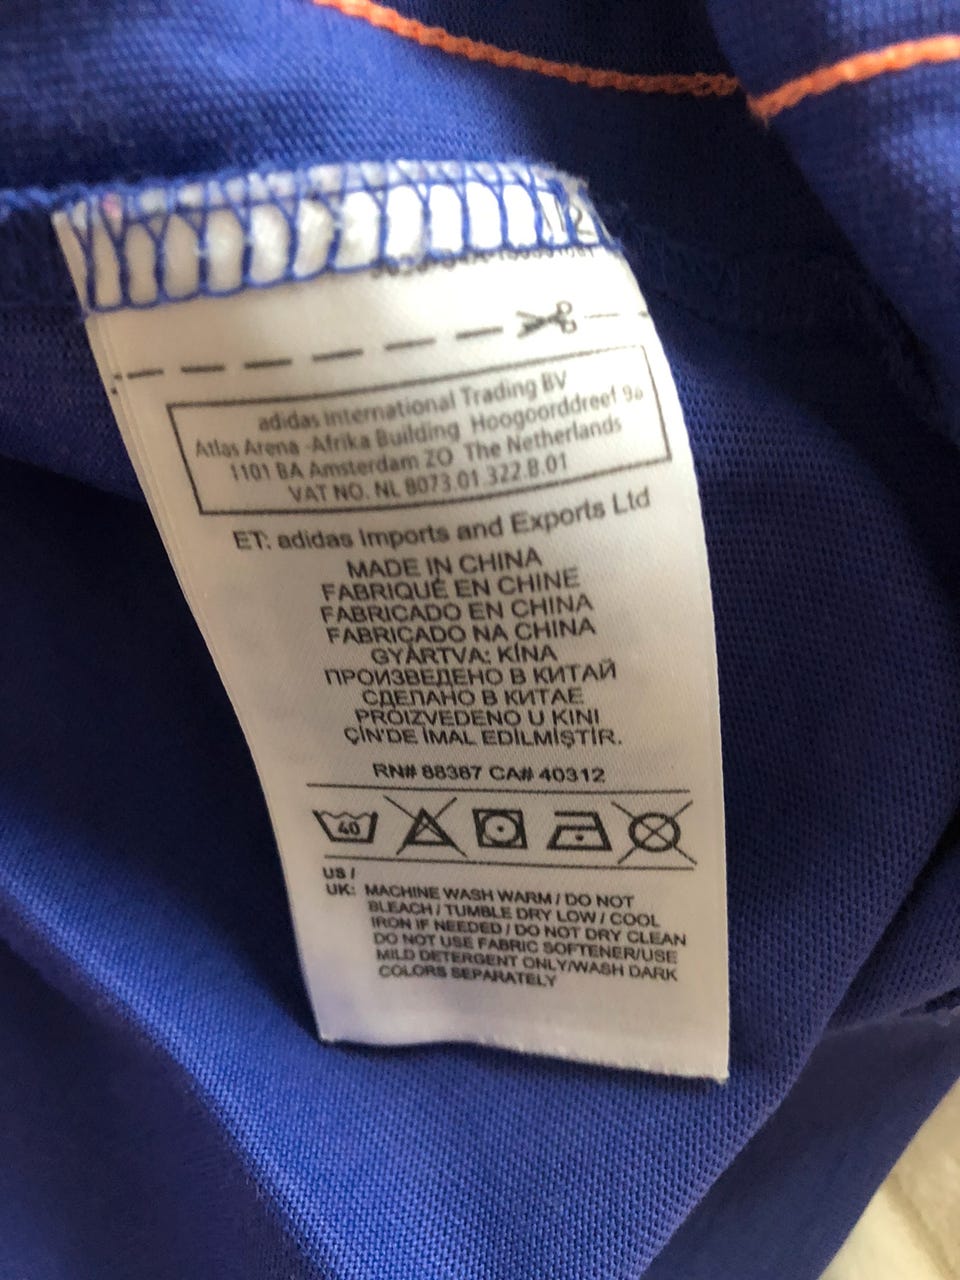 12
adidas International Trading BV
Atlas Arena -Afrika Building Hoogoorddreef 9a
1101 BA Amsterdam ZO The Netherlands
VAT NO. NL 8073.01.322.B.01
ET: adidas Imports and Exports Ltd
MADE IN CHINA
FABRIQUÉ EN CHINE
FABRICADO EN CHINA
FABRICADO NA CHINA
GYÁRTVA: KÍNA
ПРОИЗВЕДЕНО В КИТАЙ
СДЕЛАНО В КИТАЕ
PROIZVEDENO U KINI
ÇİN'DE İMAL EDİLMİŞTİR.
RN# 88387 CA# 40312
40
US /
UK: MACHINE WASH WARM / DO NOT
BLEACH / TUMBLE DRY LOW / COOL
IRON IF NEEDED / DO NOT DRY CLEAN
DO NOT USE FABRIC SOFTENER/USE
MILD DETERGENT ONLY/WASH DARK
COLORS SEPARATELY